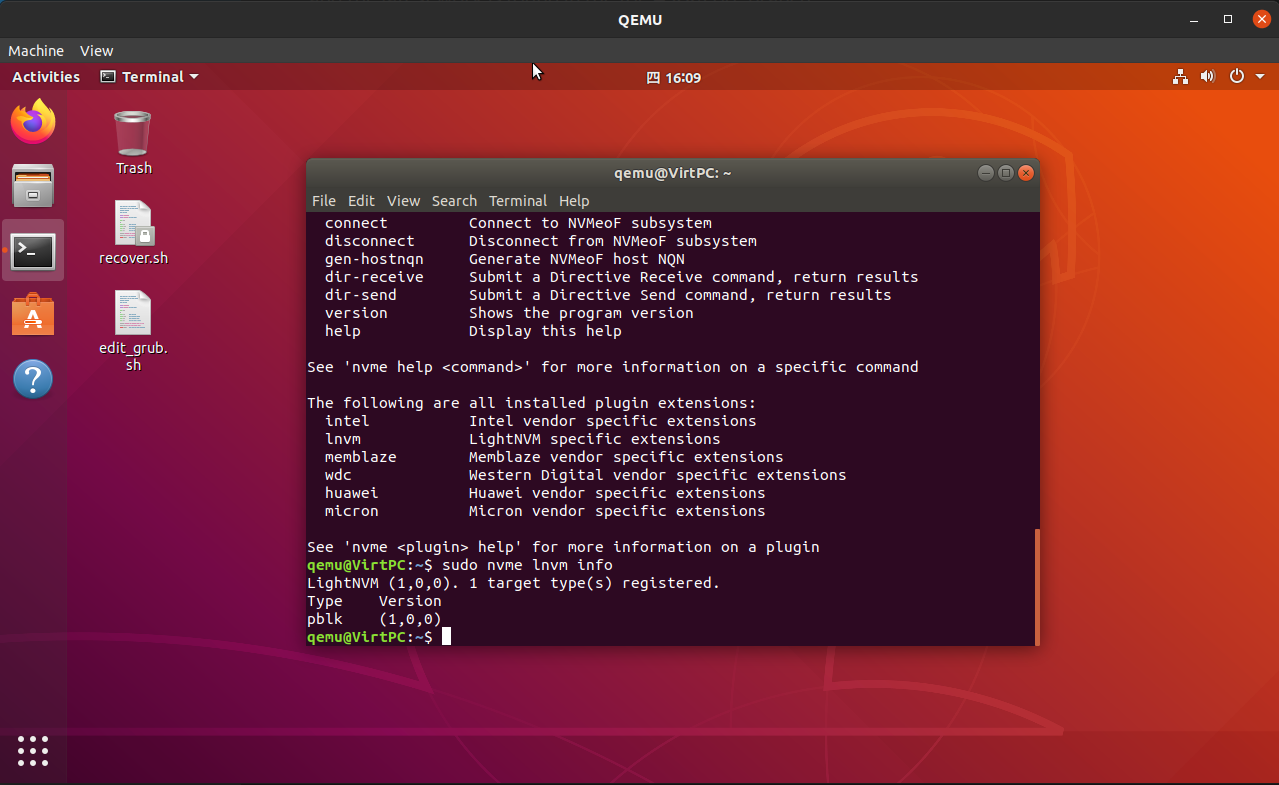 QEMU
Machine View
Activities Terminal 四 16:09
Trash
recover.sh
edit_grub.
sh
qemu@VirtPC: ~
File Edit View Search Terminal Help
connect Connect to NVMeoF subsystem
disconnect Disconnect from NVMeoF subsystem
gen-hostnqn Generate NVMeoF host NQN
dir-receive Submit a Directive Receive command, return results
dir-send Submit a Directive Send command, return results
version Shows the program version
help Display this help
See 'nvme help <command>' for more information on a specific command
The following are all installed plugin extensions:
intel Intel vendor specific extensions
lnvm LightNVM specific extensions
memblaze Memblaze vendor specific extensions
wdc Western Digital vendor specific extensions
huawei Huawei vendor specific extensions
micron Micron vendor specific extensions
See 'nvme <plugin> help' for more information on a plugin
qemu@VirtPC:~$ sudo nvme lnvm info
LightNVM (1,0,0). 1 target type(s) registered.
Type Version
pblk (1,0,0)
qemu@VirtPC:~$